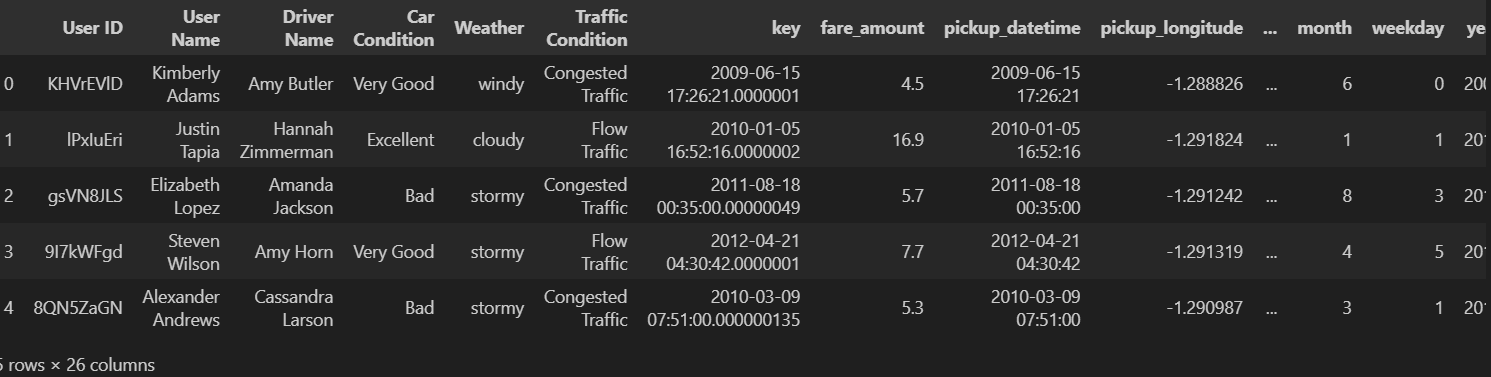 User ID User Name Driver Name Car Condition Weather Traffic Condition key fare_amount pickup_datetime pickup_longitude ... month weekday
0 KHVrEVlD Kimberly Adams Amy Butler Very Good windy Congested Traffic 2009-06-15 17:26:21.0000001 4.5 2009-06-15 17:26:21 -1.288826 ... 6 0
1 lPxIuEri Justin Tapia Hannah Zimmerman Excellent cloudy Flow Traffic 2010-01-05 16:52:16.0000002 16.9 2010-01-05 16:52:16 -1.291824 ... 1 1
2 gsVN8JLS Elizabeth Lopez Amanda Jackson Bad stormy Congested Traffic 2011-08-18 00:35:00.00000049 5.7 2011-08-18 00:35:00 -1.291242 ... 8 3
3 9I7kWFgd Steven Wilson Amy Horn Very Good stormy Flow Traffic 2012-04-21 04:30:42.0000001 7.7 2012-04-21 04:30:42 -1.291319 ... 4 5
4 8QN5ZaGN Alexander Andrews Cassandra Larson Bad stormy Congested Traffic 2010-03-09 07:51:00.000000135 5.3 2010-03-09 07:51:00 -1.290987 ... 3 1
rows × 26 columns